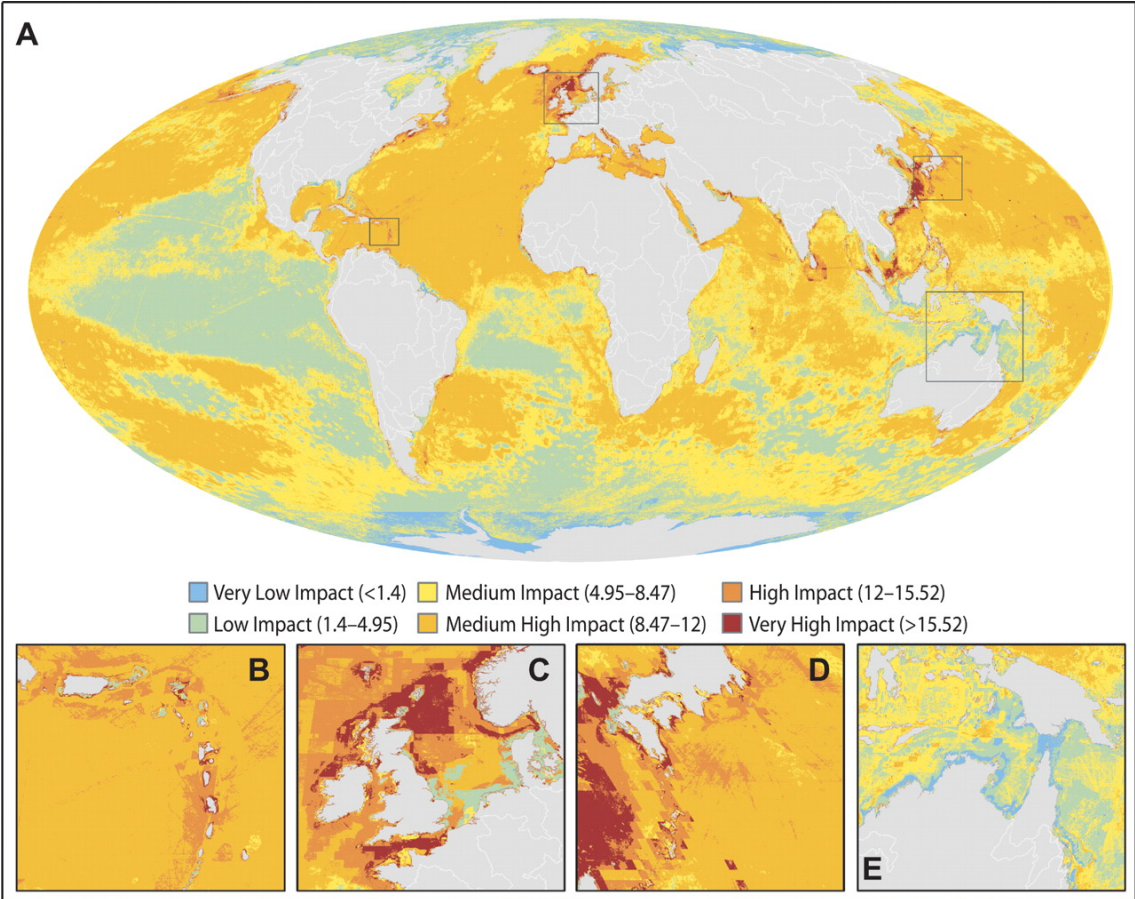 A
Very Low Impact (<1.4) Medium Impact (4.95–8.47) High Impact (12–15.52)
Low Impact (1.4–4.95) Medium High Impact (8.47–12) Very High Impact (>15.52)
B C D
E